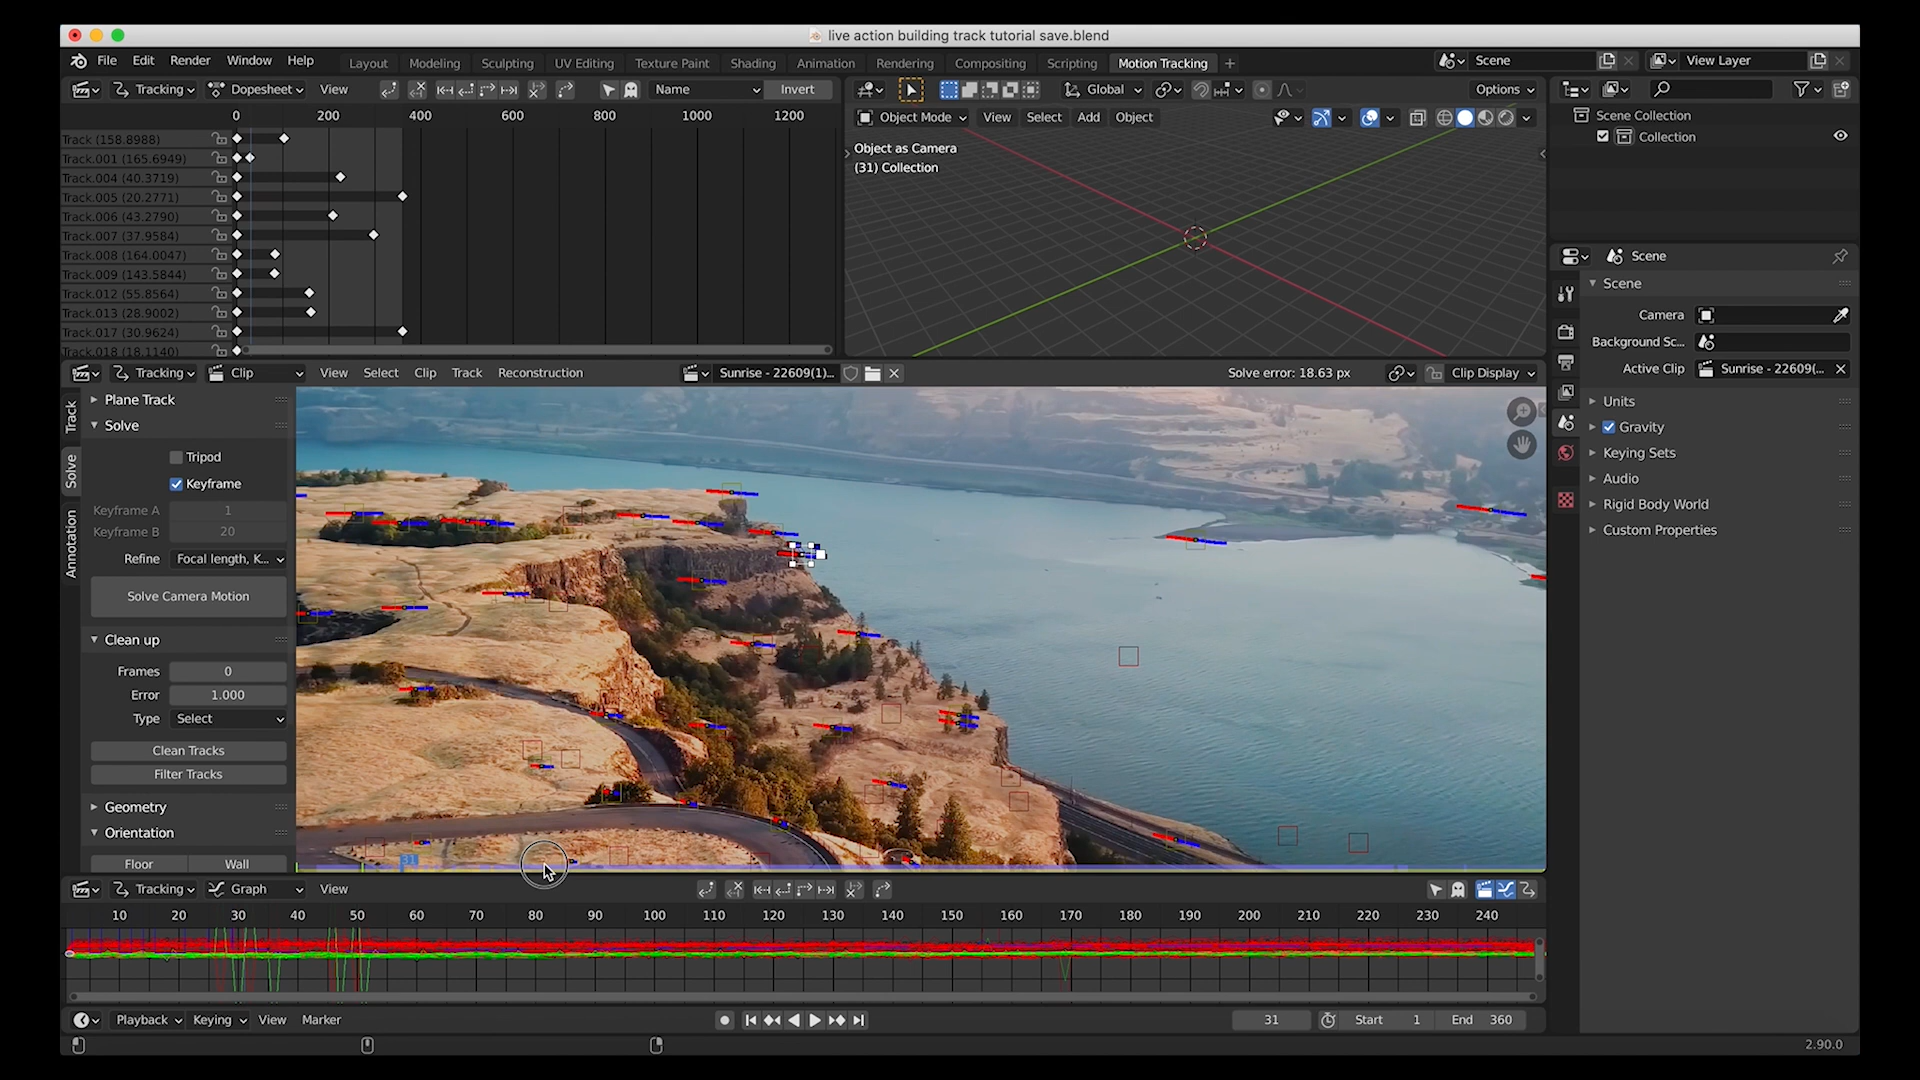 live action building track tutorial save.blend
File Edit Render Window Help Layout Modeling Sculpting UV Editing Texture Paint Shading Animation Rendering Compositing Scripting Motion Tracking + Scene View Layer
Tracking Dopesheet View Name Invert
0 200 400 600 800 1000 1200
Track (158.8988)
Track.001 (165.6949)
Track.004 (40.3719)
Track.005 (20.2771)
Track.006 (43.2790)
Track.007 (37.9584)
Track.008 (164.0047)
Track.009 (143.5844)
Track.012 (55.8564)
Track.013 (28.9002)
Track.017 (30.9624)
Track.018 (18.1140)
Global Options
Object Mode View Select Add Object
Object as Camera
(31) Collection
Scene Collection
Collection
Scene
Scene
Camera
Background Sc...
Active Clip Sunrise - 22609(...
Units
Gravity
Keying Sets
Audio
Rigid Body World
Custom Properties
Tracking Clip View Select Clip Track Reconstruction Sunrise - 22609(1)... Solve error: 18.63 px Clip Display
Track
Solve
Annotation
Plane Track
Solve
Tripod
Keyframe
Keyframe A 1
Keyframe B 20
Refine Focal length, K...
Solve Camera Motion
Clean up
Frames 0
Error 1.000
Type Select
Clean Tracks
Filter Tracks
Geometry
Orientation
Floor Wall
31
Tracking Graph View
10 20 30 40 50 60 70 80 90 100 110 120 130 140 150 160 170 180 190 200 210 220 230 240
Playback Keying View Marker 31 Start 1 End 360
2.90.0